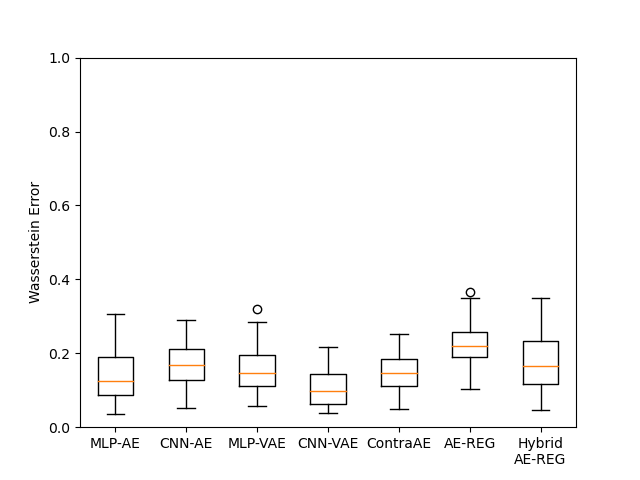 1.0
0.8
0.6
0.4
0.2
0.0
Wasserstein Error
MLP-AE CNN-AE MLP-VAE CNN-VAE ContraAE AE-REG Hybrid
AE-REG